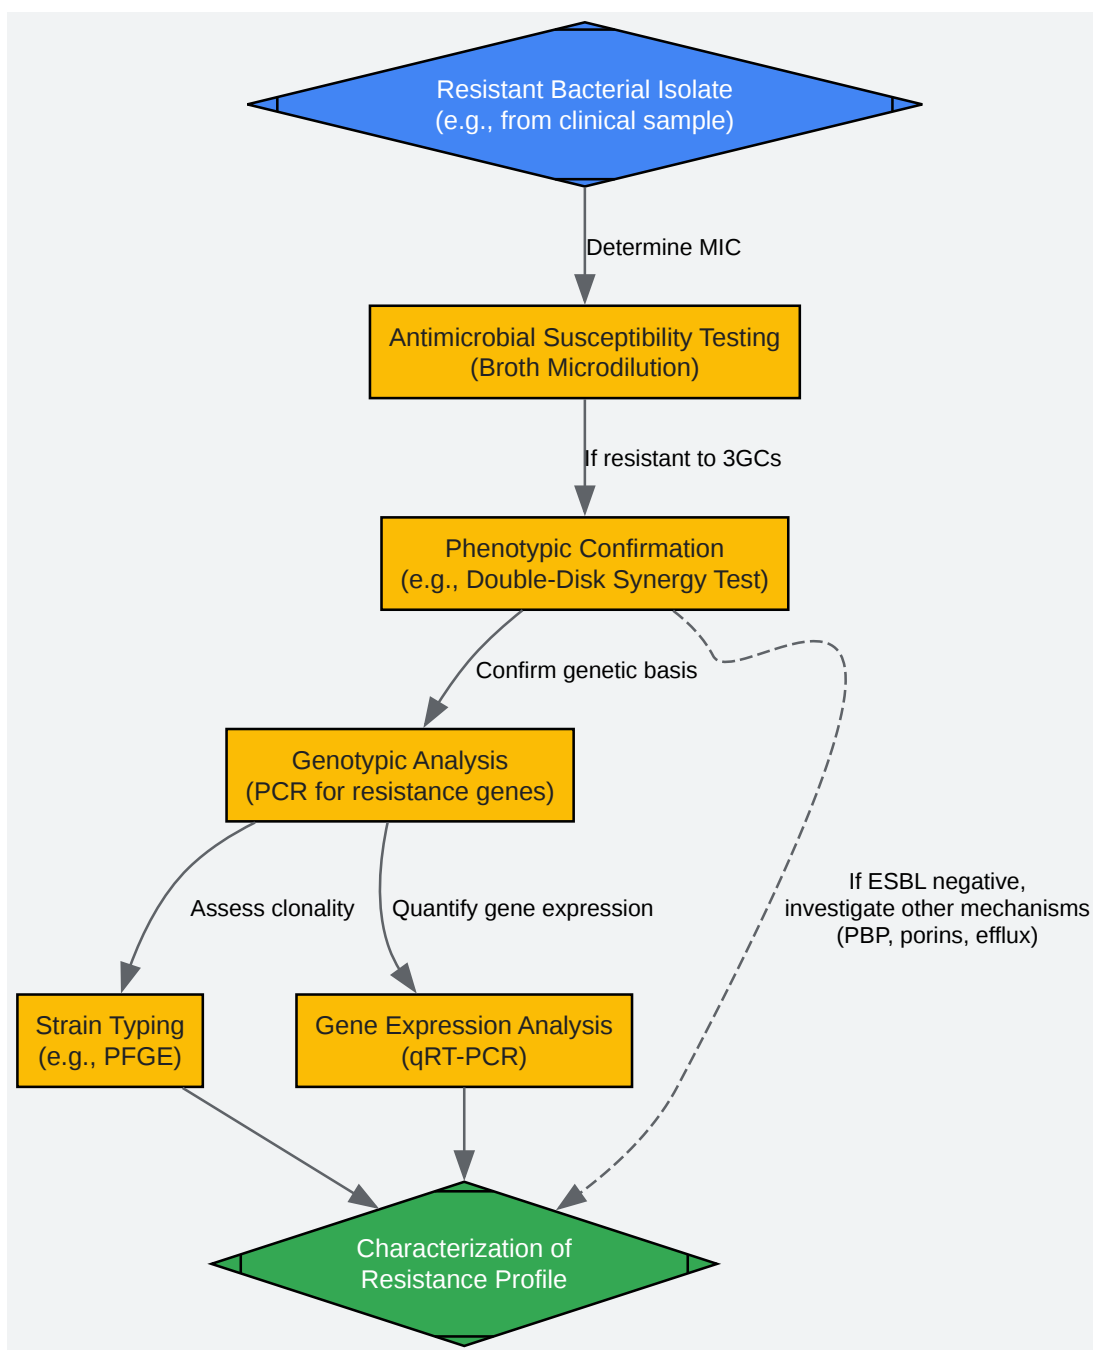 Resistant Bacterial Isolate
(e.g., from clinical sample)
Determine MIC
Antimicrobial Susceptibility Testing
(Broth Microdilution)
If resistant to 3GCs
Phenotypic Confirmation
(e.g., Double-Disk Synergy Test)
Confirm genetic basis
Genotypic Analysis
(PCR for resistance genes)
If ESBL negative,
investigate other mechanisms
(PBP, porins, efflux)
Assess clonality
Quantify gene expression
Strain Typing
(e.g., PFGE)
Gene Expression Analysis
(qRT-PCR)
Characterization of
Resistance Profile